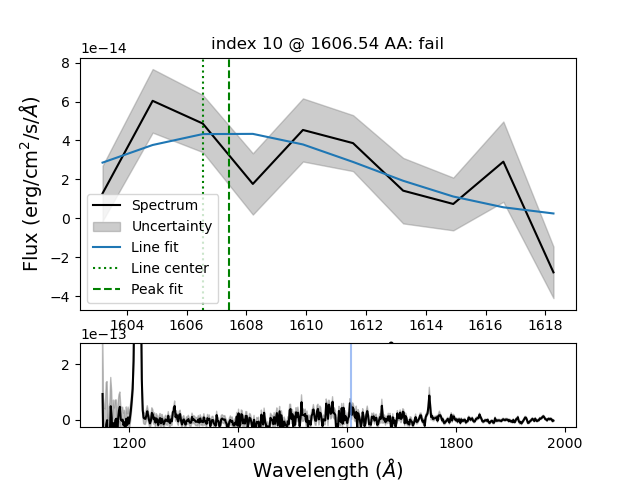 index 10 @ 1606.54 AA: fail
1e−14
8
6
4
2
0
−2
−4
Flux (erg/cm²/s/Å)
Spectrum
Uncertainty
Line fit
Line center
Peak fit
1604 1606 1608 1610 1612 1614 1616 1618
1e−13
2
0
1200 1400 1600 1800 2000
Wavelength (Å)